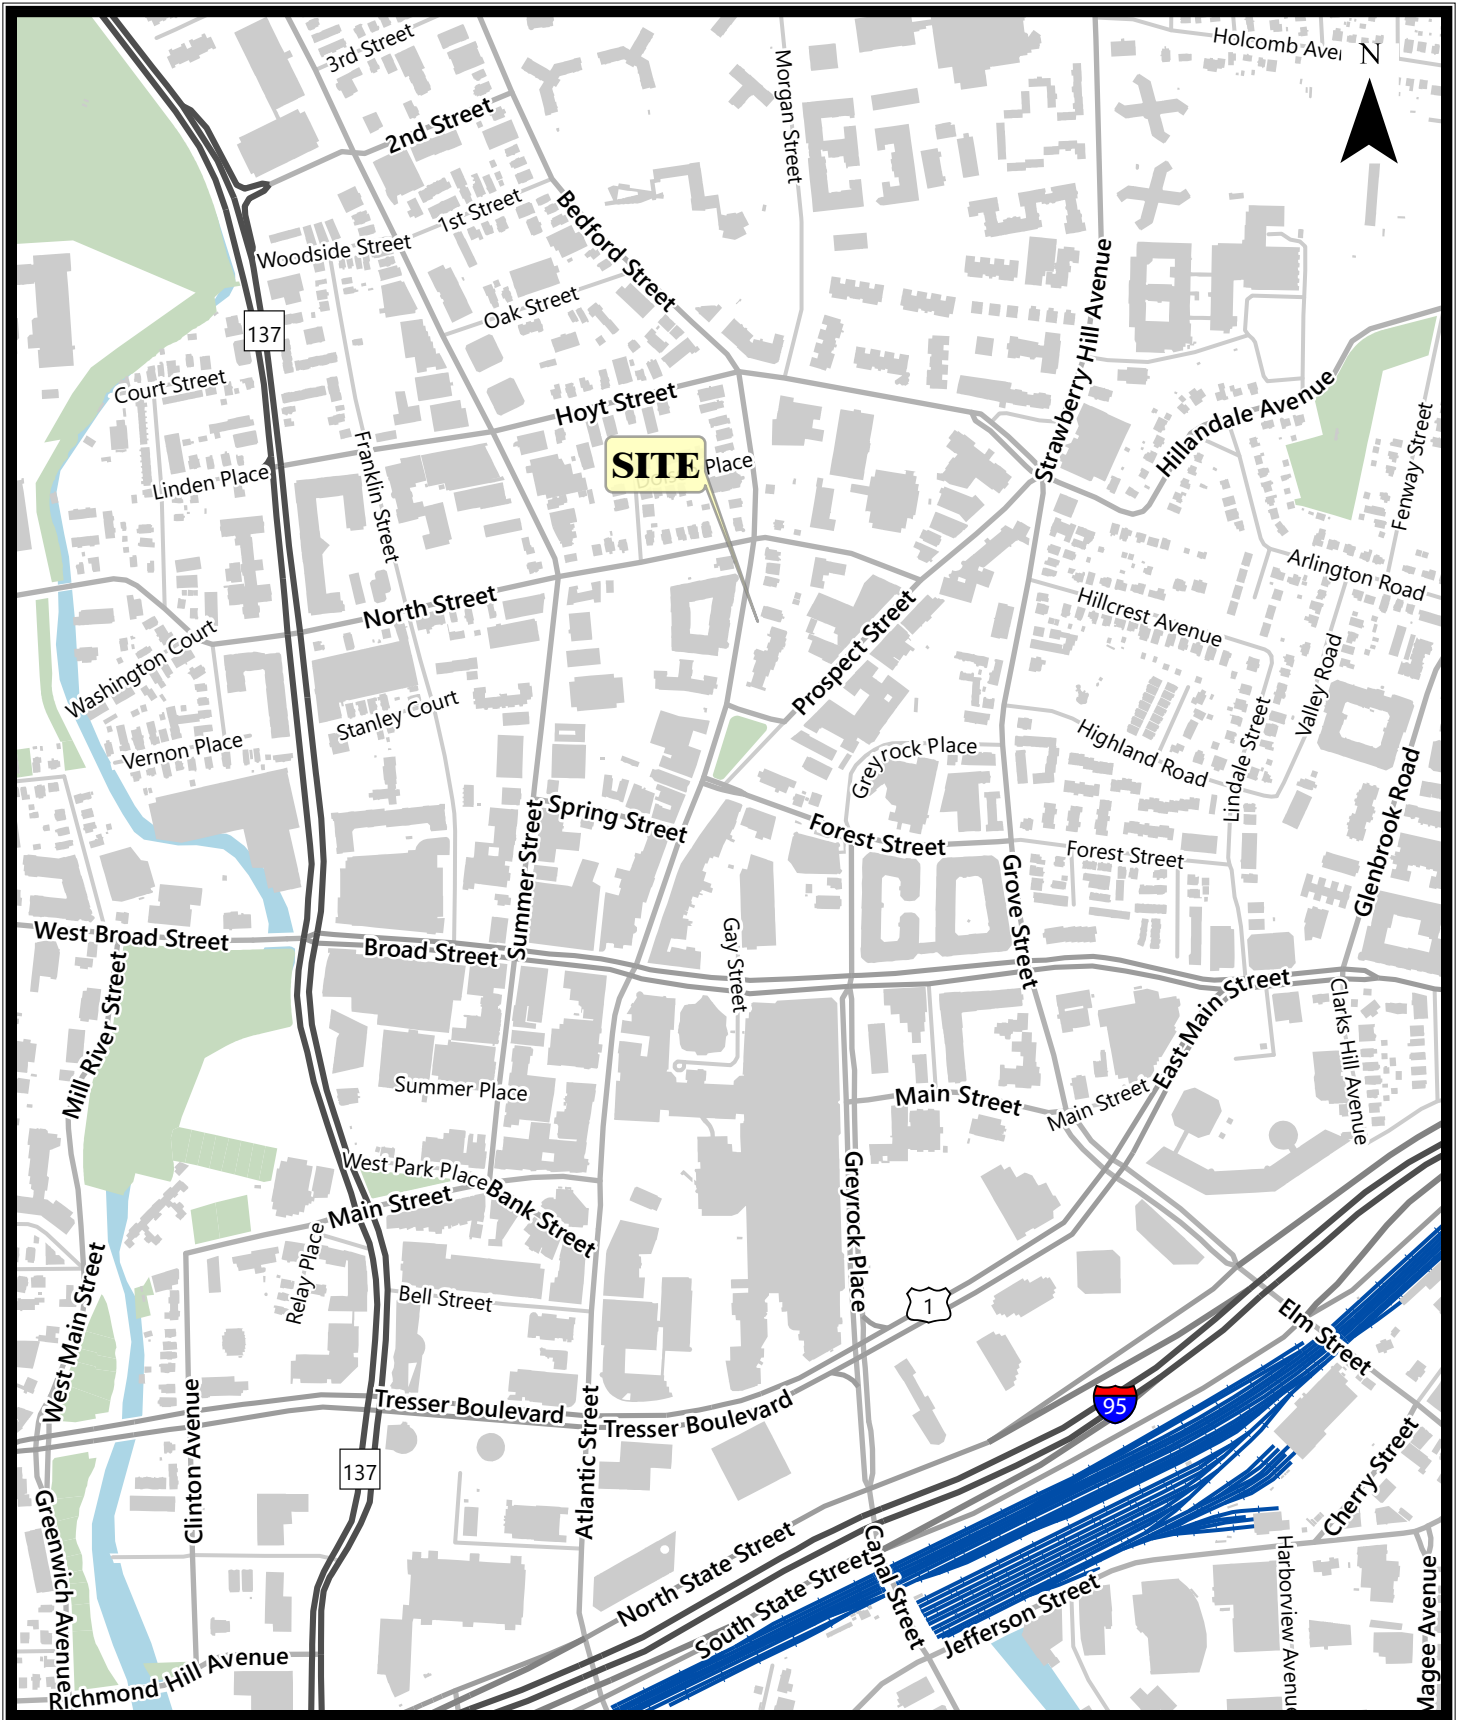 3rd Street
Holcomb Ave
N
Morgan Street
2nd Street
1st Street
Bedford Street
Woodside Street
Oak Street
137
Strawberry Hill Avenue
Court Street
Hoyt Street
Hillandale Avenue
Fenway Street
SITE
Place
Linden Place
Franklin Street
Arlington Road
North Street
Hillcrest Avenue
Washington Court
Prospect Street
Valley Road
Stanley Court
Vernon Place
Greyrock Place
Highland Road
Lindale Street
Glenbrook Road
Spring Street
Summer Street
Forest Street
Forest Street
Grove Street
West Broad Street
Broad Street
Gay Street
Mill River Street
East Main Street
Clarks Hill Avenue
Summer Place
Main Street
Main Street
West Park Place
Bank Street
Main Street
Greyrock Place
Relay Place
West Main Street
Bell Street
1
Elm Street
Tresser Boulevard
Tresser Boulevard
95
Clinton Avenue
Atlantic Street
137
Cherry Street
Greenwich Avenue
North State Street
South State Street
Canal Street
Jefferson Street
Harborview Avenu
Magee Avenue
Richmond Hill Avenue